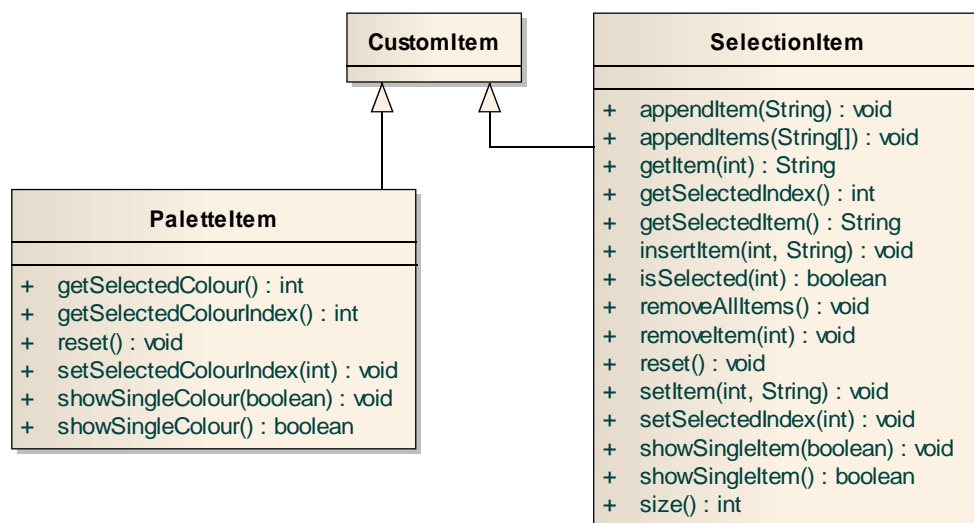 CustomItem
SelectionItem
+ appendItem(String) : void
+ appendItems(String[]) : void
+ getItem(int) : String
+ getSelectedIndex() : int
+ getSelectedItem() : String
+ insertItem(int, String) : void
+ isSelected(int) : boolean
+ removeAllItems() : void
+ removeItem(int) : void
+ reset() : void
+ setItem(int, String) : void
+ setSelectedIndex(int) : void
+ showSingleItem(boolean) : void
+ showSingleItem() : boolean
+ size() : int
PaletteItem
+ getSelectedColour() : int
+ getSelectedColourIndex() : int
+ reset() : void
+ setSelectedColourIndex(int) : void
+ showSingleColour(boolean) : void
+ showSingleColour() : boolean